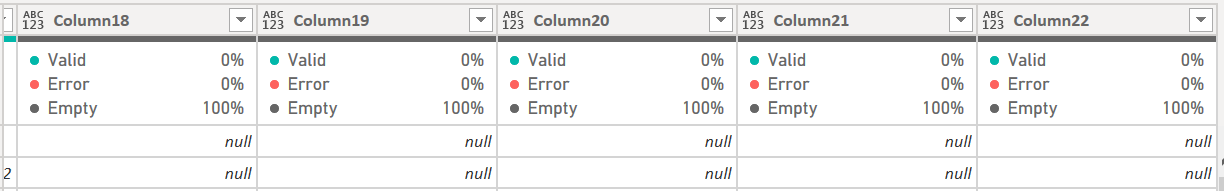 ABC 123 Column18 ABC 123 Column19 ABC 123 Column20 ABC 123 Column21 ABC 123 Column22
Valid 0% Valid 0% Valid 0% Valid 0% Valid 0%
Error 0% Error 0% Error 0% Error 0% Error 0%
Empty 100% Empty 100% Empty 100% Empty 100% Empty 100%
null null null null null
2 null null null null null